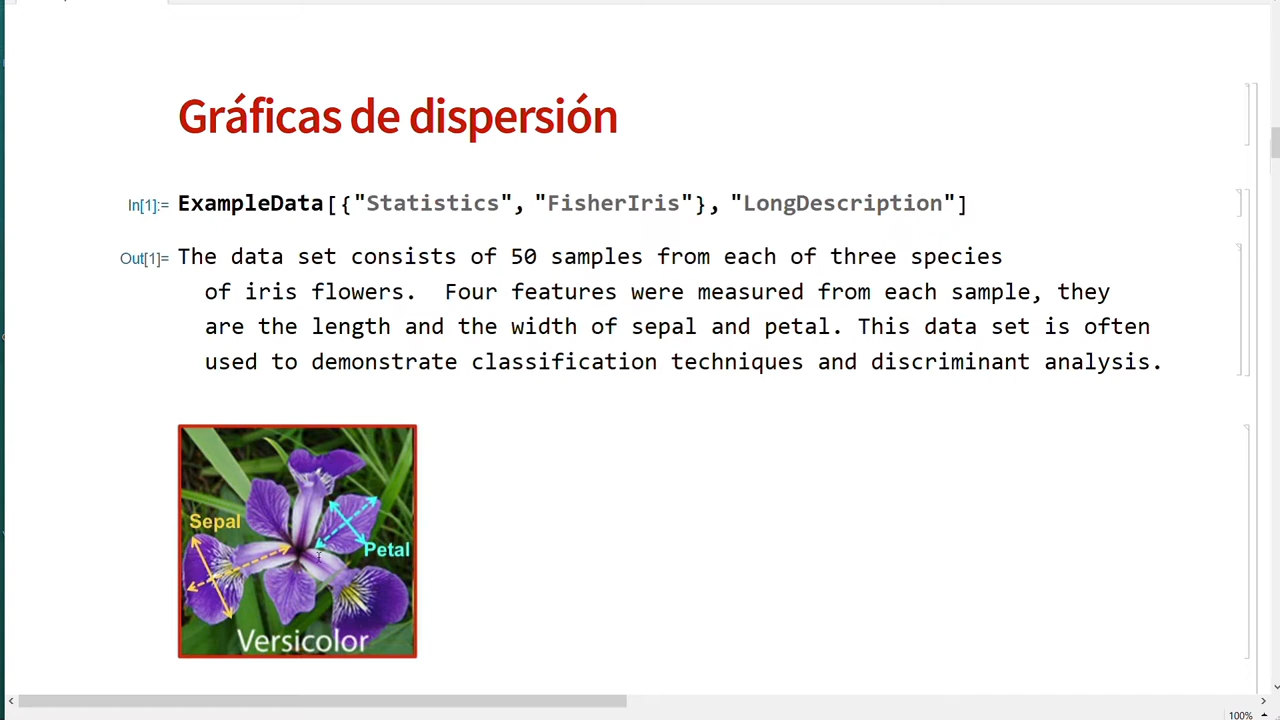 Gráficas de dispersión
In[1]:= ExampleData[{"Statistics", "FisherIris"}, "LongDescription"]
Out[1]= The data set consists of 50 samples from each of three species
of iris flowers.  Four features were measured from each sample, they
are the length and the width of sepal and petal. This data set is often
used to demonstrate classification techniques and discriminant analysis.
Sepal
Petal
Versicolor
100%